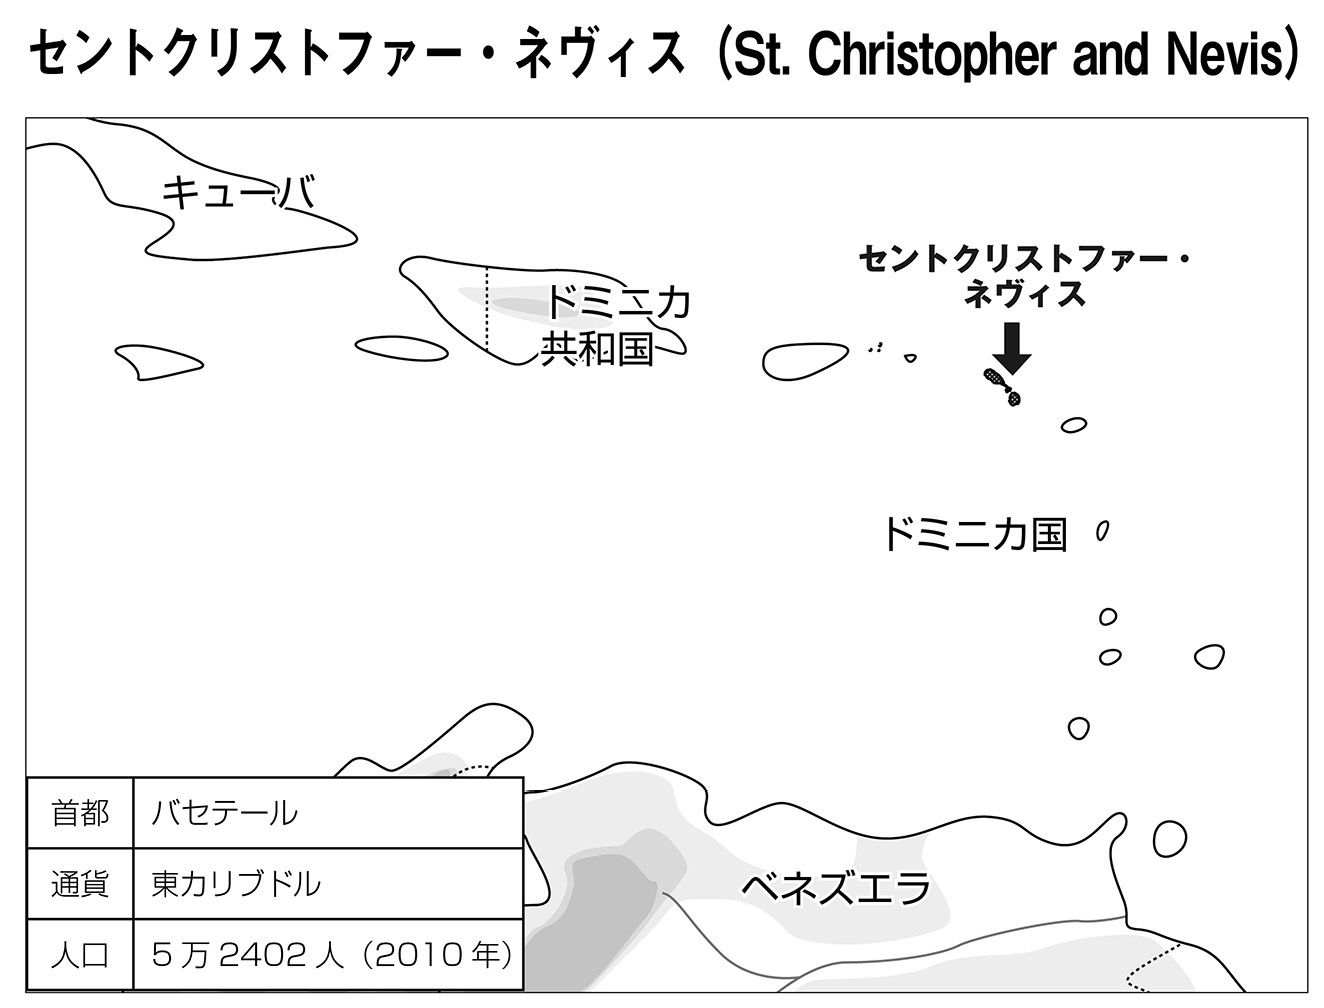 セントクリストファー・ネヴィス（St. Christopher and Nevis）
キューバ
セントクリストファー・
ネヴィス
ドミニカ
共和国
ドミニカ国
ベネズエラ
首都 バセテール
通貨 東カリブドル
人口 5万2402人（2010年）